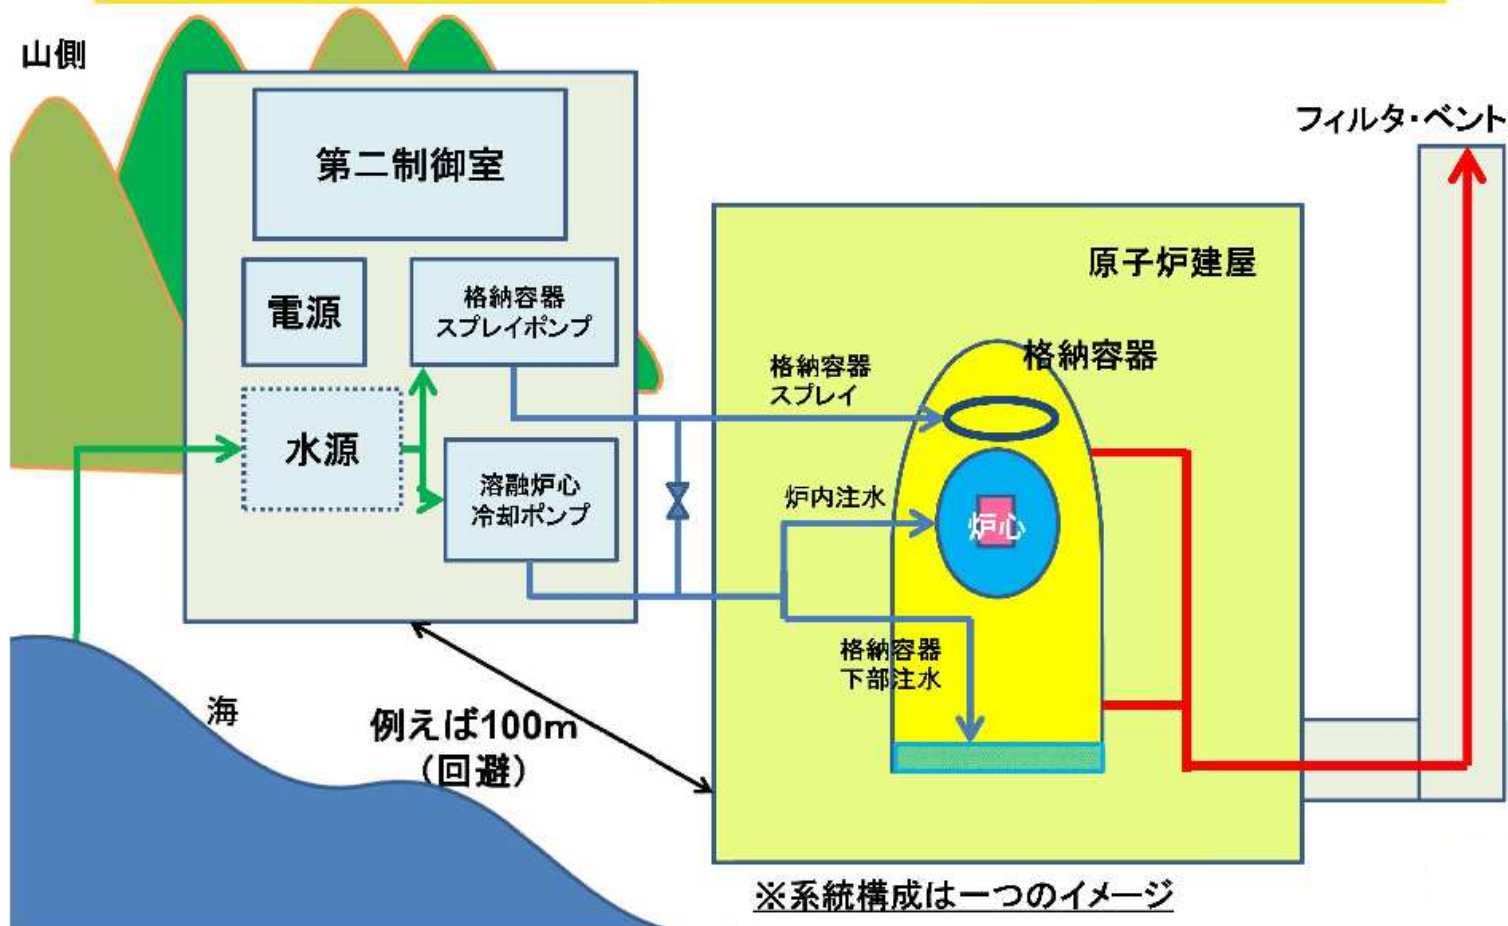 山側
フィルタ・ベント
第二制御室
原子炉建屋
電源
格納容器
スプレイポンプ
格納容器
格納容器
スプレイ
水源
溶融炉心
冷却ポンプ
炉内注水
炉心
格納容器
下部注水
海
例えば100m
(回避)
※系統構成は一つのイメージ